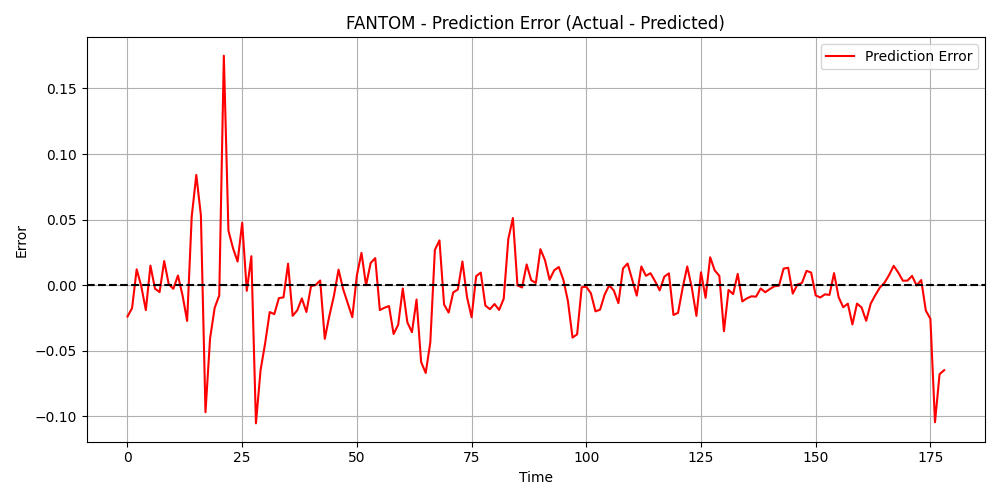 FANTOM - Prediction Error (Actual - Predicted)
Prediction Error
Error
0.15
0.10
0.05
0.00
−0.05
−0.10
0 25 50 75 100 125 150 175
Time